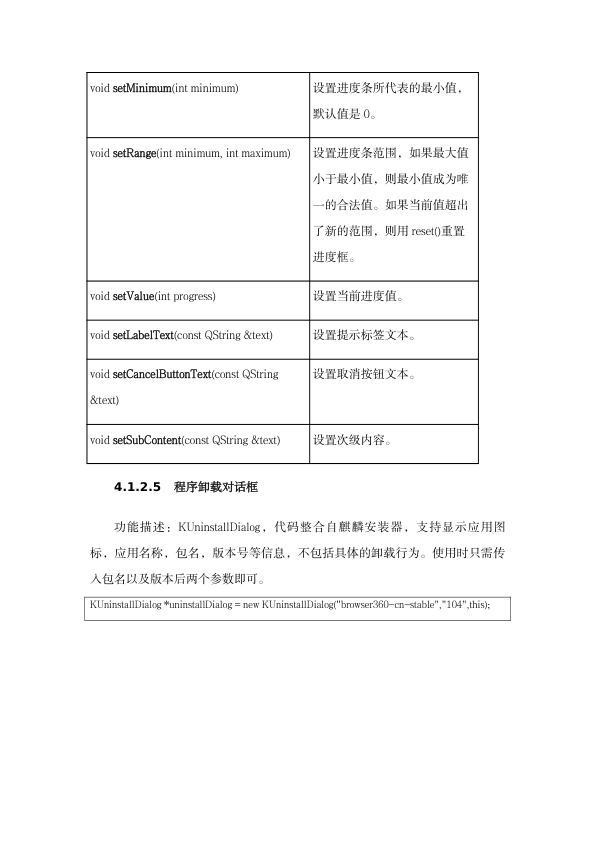 void setMinimum(int minimum)
设置进度条所代表的最小值，
默认值是 0。
void setRange(int minimum, int maximum)
设置进度条范围，如果最大值
小于最小值，则最小值成为唯
一的合法值。如果当前值超出
了新的范围，则用 reset()重置
进度框。
void setValue(int progress)
设置当前进度值。
void setLabelText(const QString &text)
设置提示标签文本。
void setCancelButtonText(const QString
&text)
设置取消按钮文本。
void setSubContent(const QString &text)
设置次级内容。
4.1.2.5 程序卸载对话框
功能描述：KUninstallDialog，代码整合自麒麟安装器，支持显示应用图
标，应用名称，包名，版本号等信息，不包括具体的卸载行为。使用时只需传
入包名以及版本后两个参数即可。
KUninstallDialog *uninstallDialog = new KUninstallDialog("browser360-cn-stable","104",this);